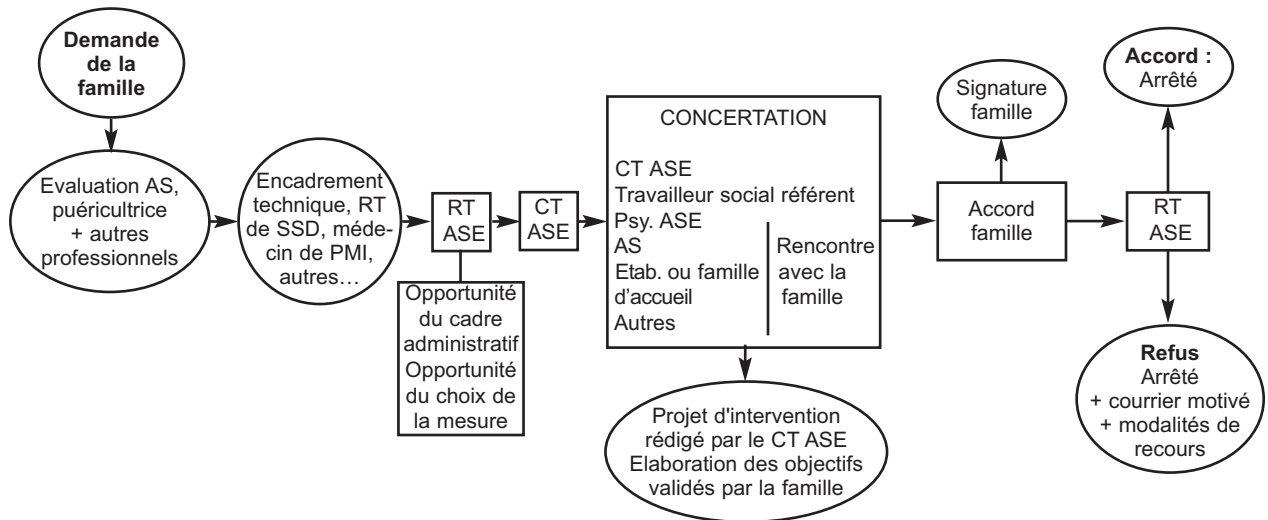 Demande
de la
famille
Evaluation AS,
puéricultrice
+ autres
professionnels
Encadrement
technique, RT
de SSD, méde-
cin de PMI,
autres…
RT
ASE
Opportunité
du cadre
administratif
Opportunité
du choix de
la mesure
CT
ASE
CONCERTATION
CT ASE
Travailleur social référent
Psy. ASE
AS
Etab. ou famille
d'accueil
Autres
Rencontre
avec la
famille
Projet d'intervention
rédigé par le CT ASE
Elaboration des objectifs
validés par la famille
Signature
famille
Accord
famille
Accord :
Arrêté
RT
ASE
Refus
Arrêté
+ courrier motivé
+ modalités de
recours